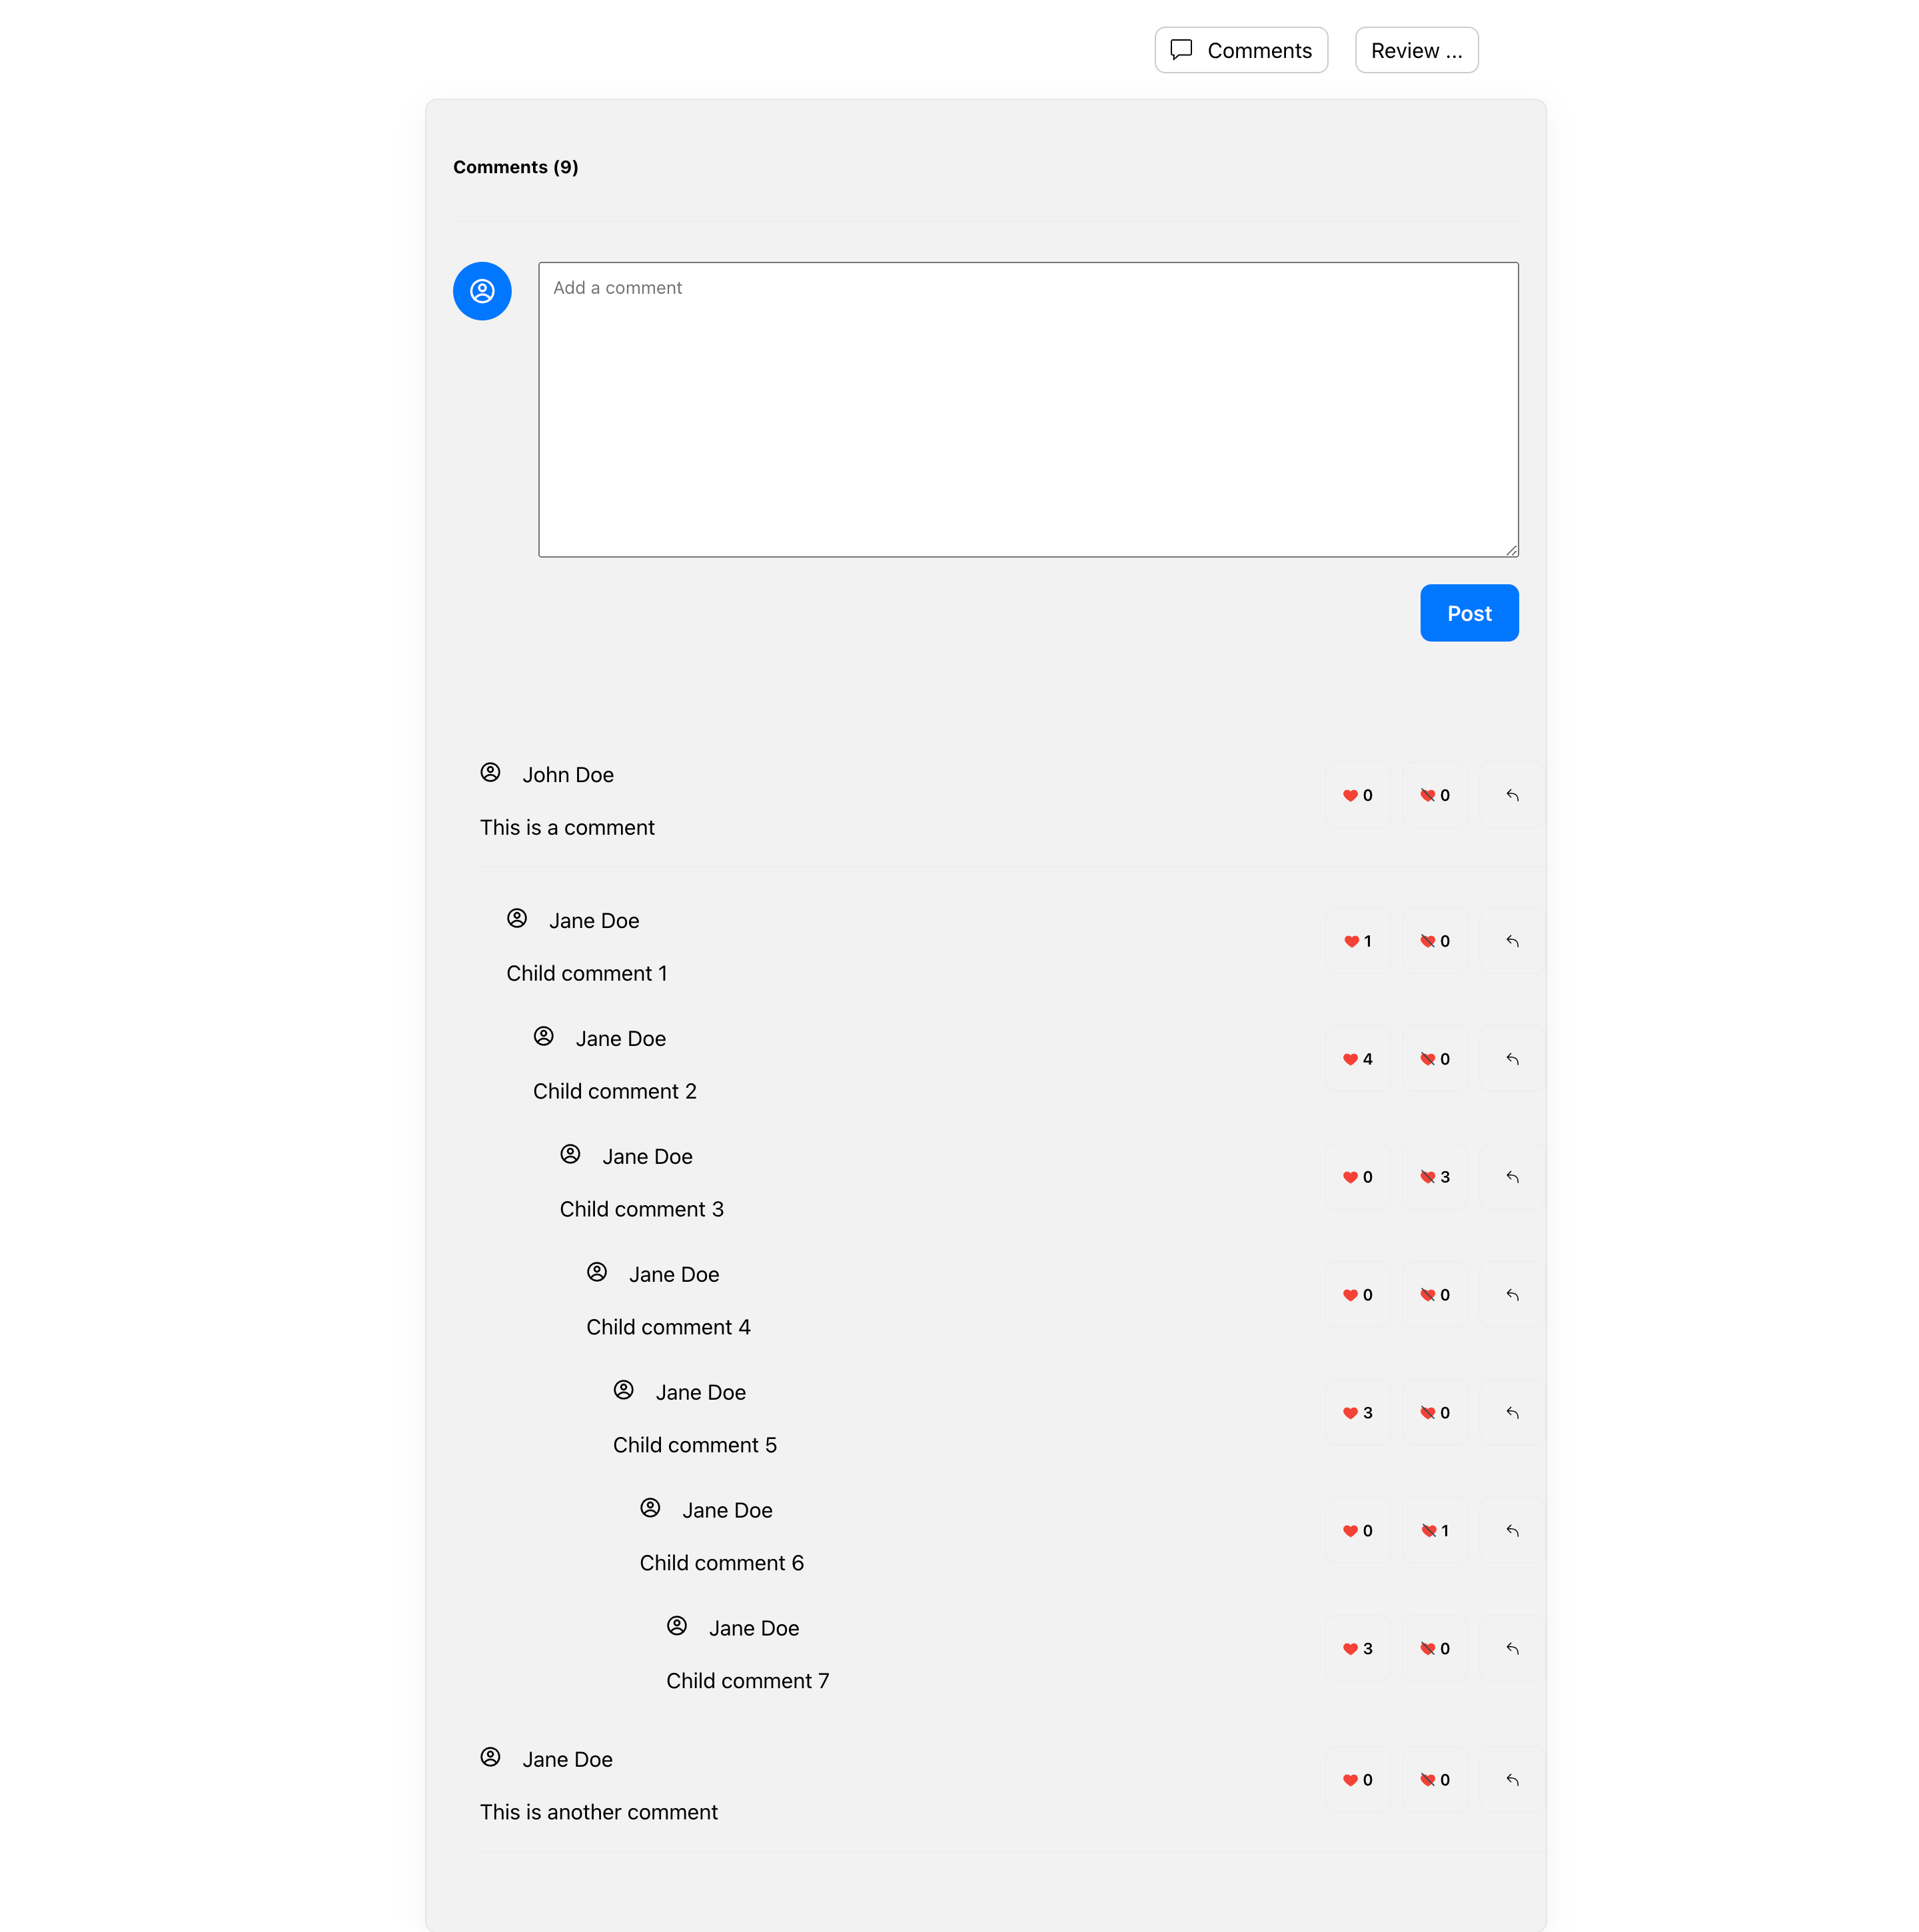 Comments
Review ...
Comments (9)
Add a comment
Post
John Doe
0 0
This is a comment
Jane Doe
1 0
Child comment 1
Jane Doe
4 0
Child comment 2
Jane Doe
0 3
Child comment 3
Jane Doe
0 0
Child comment 4
Jane Doe
3 0
Child comment 5
Jane Doe
0 1
Child comment 6
Jane Doe
3 0
Child comment 7
Jane Doe
0 0
This is another comment